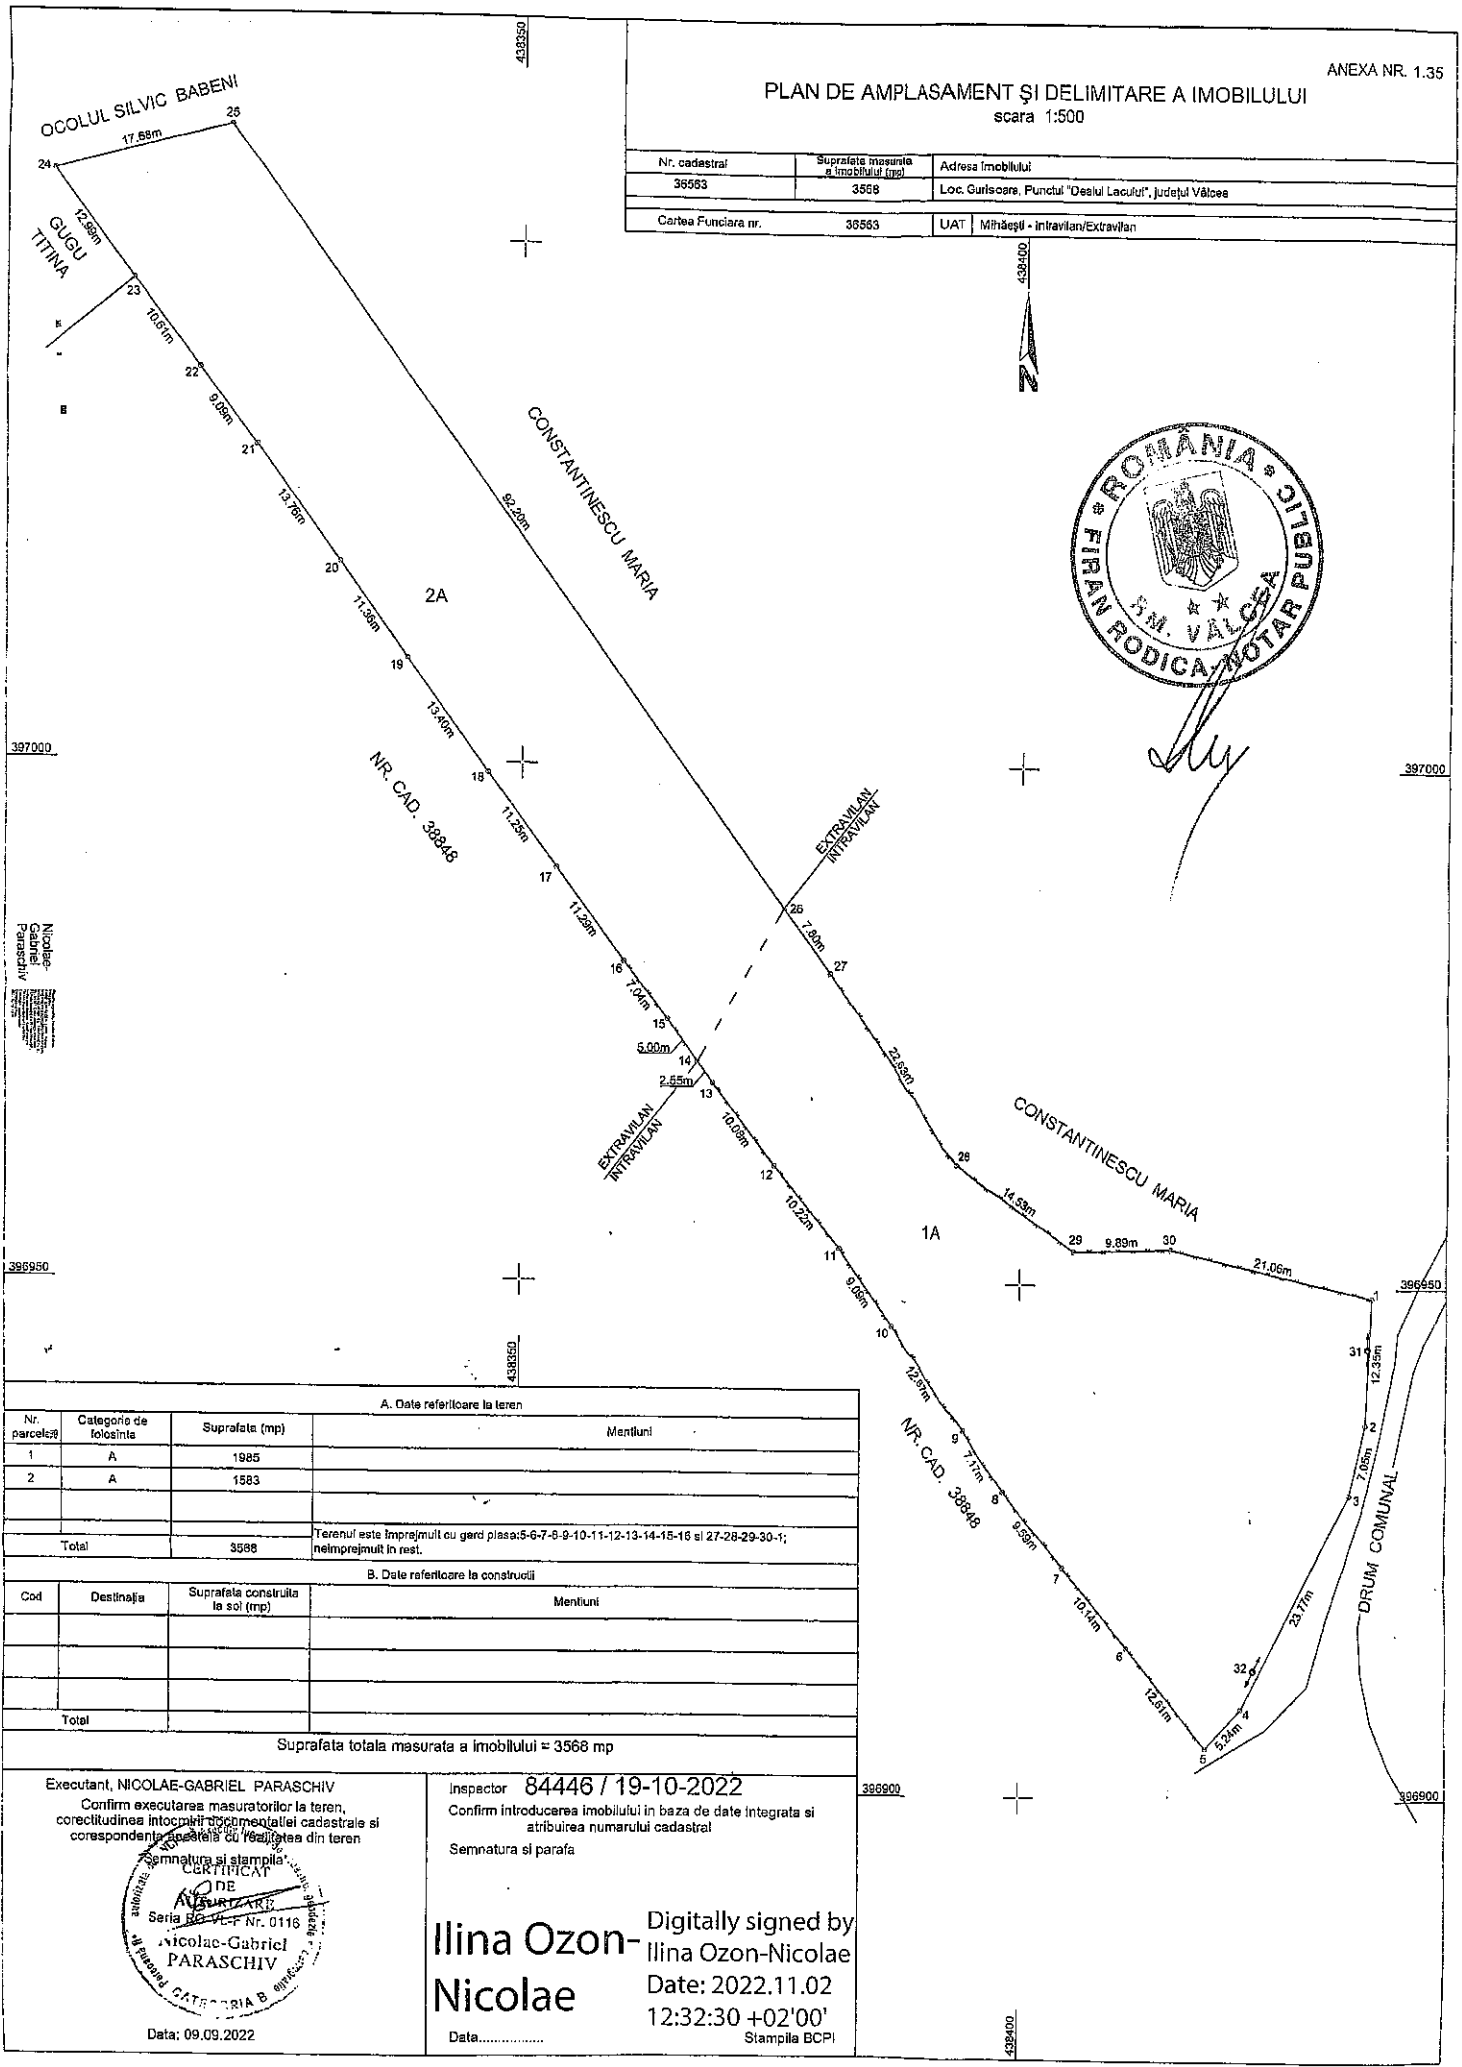 ANEXA NR. 1.35
PLAN DE AMPLASAMENT ŞI DELIMITARE A IMOBILULUI
scara 1:500
Nr. cadastral
Suprafata masurata a imobilului (mp)
Adresa imobilului
36563
3568
Loc. Gurisoara, Punctul "Dealul Lacului", judeţul Vâlcea
Cartea Funciara nr.
36563
UAT
Mihăeşti - Intravilan/Extravilan
438350
438400
N
OCOLUL SILVIC BABENI
17.68m
24
25
12.99m
GUGU
TITINA
23
10.61m
22
9.09m
21
13.76m
20
11.36m
19
13.40m
18
11.25m
17
11.29m
16
7.04m
15
5.00m
14
2.55m
13
10.08m
12
10.22m
11
9.09m
10
12.87m
9
7.17m
8
9.59m
7
10.14m
6
12.61m
5
5.24m
4
32
23.77m
3
7.05m
2
12.35m
31
1
21.06m
30
9.89m
29
14.53m
28
22.63m
27
7.80m
26
92.20m
CONSTANTINESCU MARIA
2A
NR. CAD. 38848
EXTRAVILAN
INTRAVILAN
EXTRAVILAN
INTRAVILAN
CONSTANTINESCU MARIA
1A
NR. CAD. 38848
DRUM COMUNAL
397000
397000
396950
396950
396900
396900
438350
438400
ROMÂNIA
FIRAN RODICA-NOTAR PUBLIC
RM. VÂLCEA
Nicolae-
Gabriel
Paraschiv
A. Date referitoare la teren
Nr. parcela
Categorie de folosinta
Suprafata (mp)
Mentiuni
1
A
1985
2
A
1583
Total
3568
Terenul este împrejmuit cu gard plasa:5-6-7-8-9-10-11-12-13-14-15-16 si 27-28-29-30-1;
neimprejmuit in rest.
B. Date referitoare la constructii
Cod
Destinaţia
Suprafata construita la sol (mp)
Mentiuni
Total
Suprafata totala masurata a imobilului = 3568 mp
Executant, NICOLAE-GABRIEL PARASCHIV
Confirm executarea masuratorilor la teren,
corectitudinea intocmirii documentatiei cadastrale si
corespondenta acesteia cu realitatea din teren
Semnatura si stampila
CERTIFICAT
DE
AUTORIZARE
Seria RO-VL-F Nr. 0116
Nicolae-Gabriel
PARASCHIV
CATEGORIA B
Data: 09.09.2022
Inspector 84446 / 19-10-2022
Confirm introducerea imobilului in baza de date integrata si
atribuirea numarului cadastral
Semnatura si parafa
Ilina Ozon-
Nicolae
Digitally signed by
Ilina Ozon-Nicolae
Date: 2022.11.02
12:32:30 +02'00'
Data................
Stampila BCPI